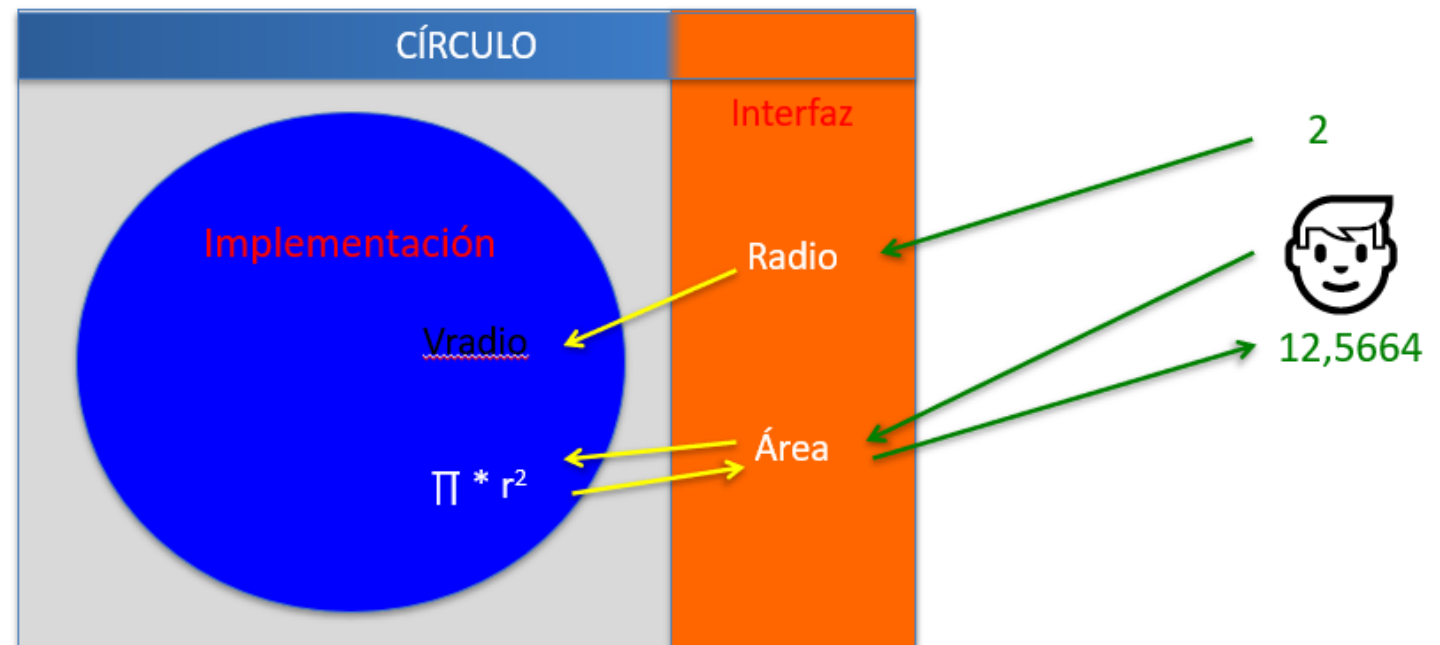 CÍRCULO
Interfaz
2
Implementación
Radio
Vradio
12,5664
Área
∏ * r²